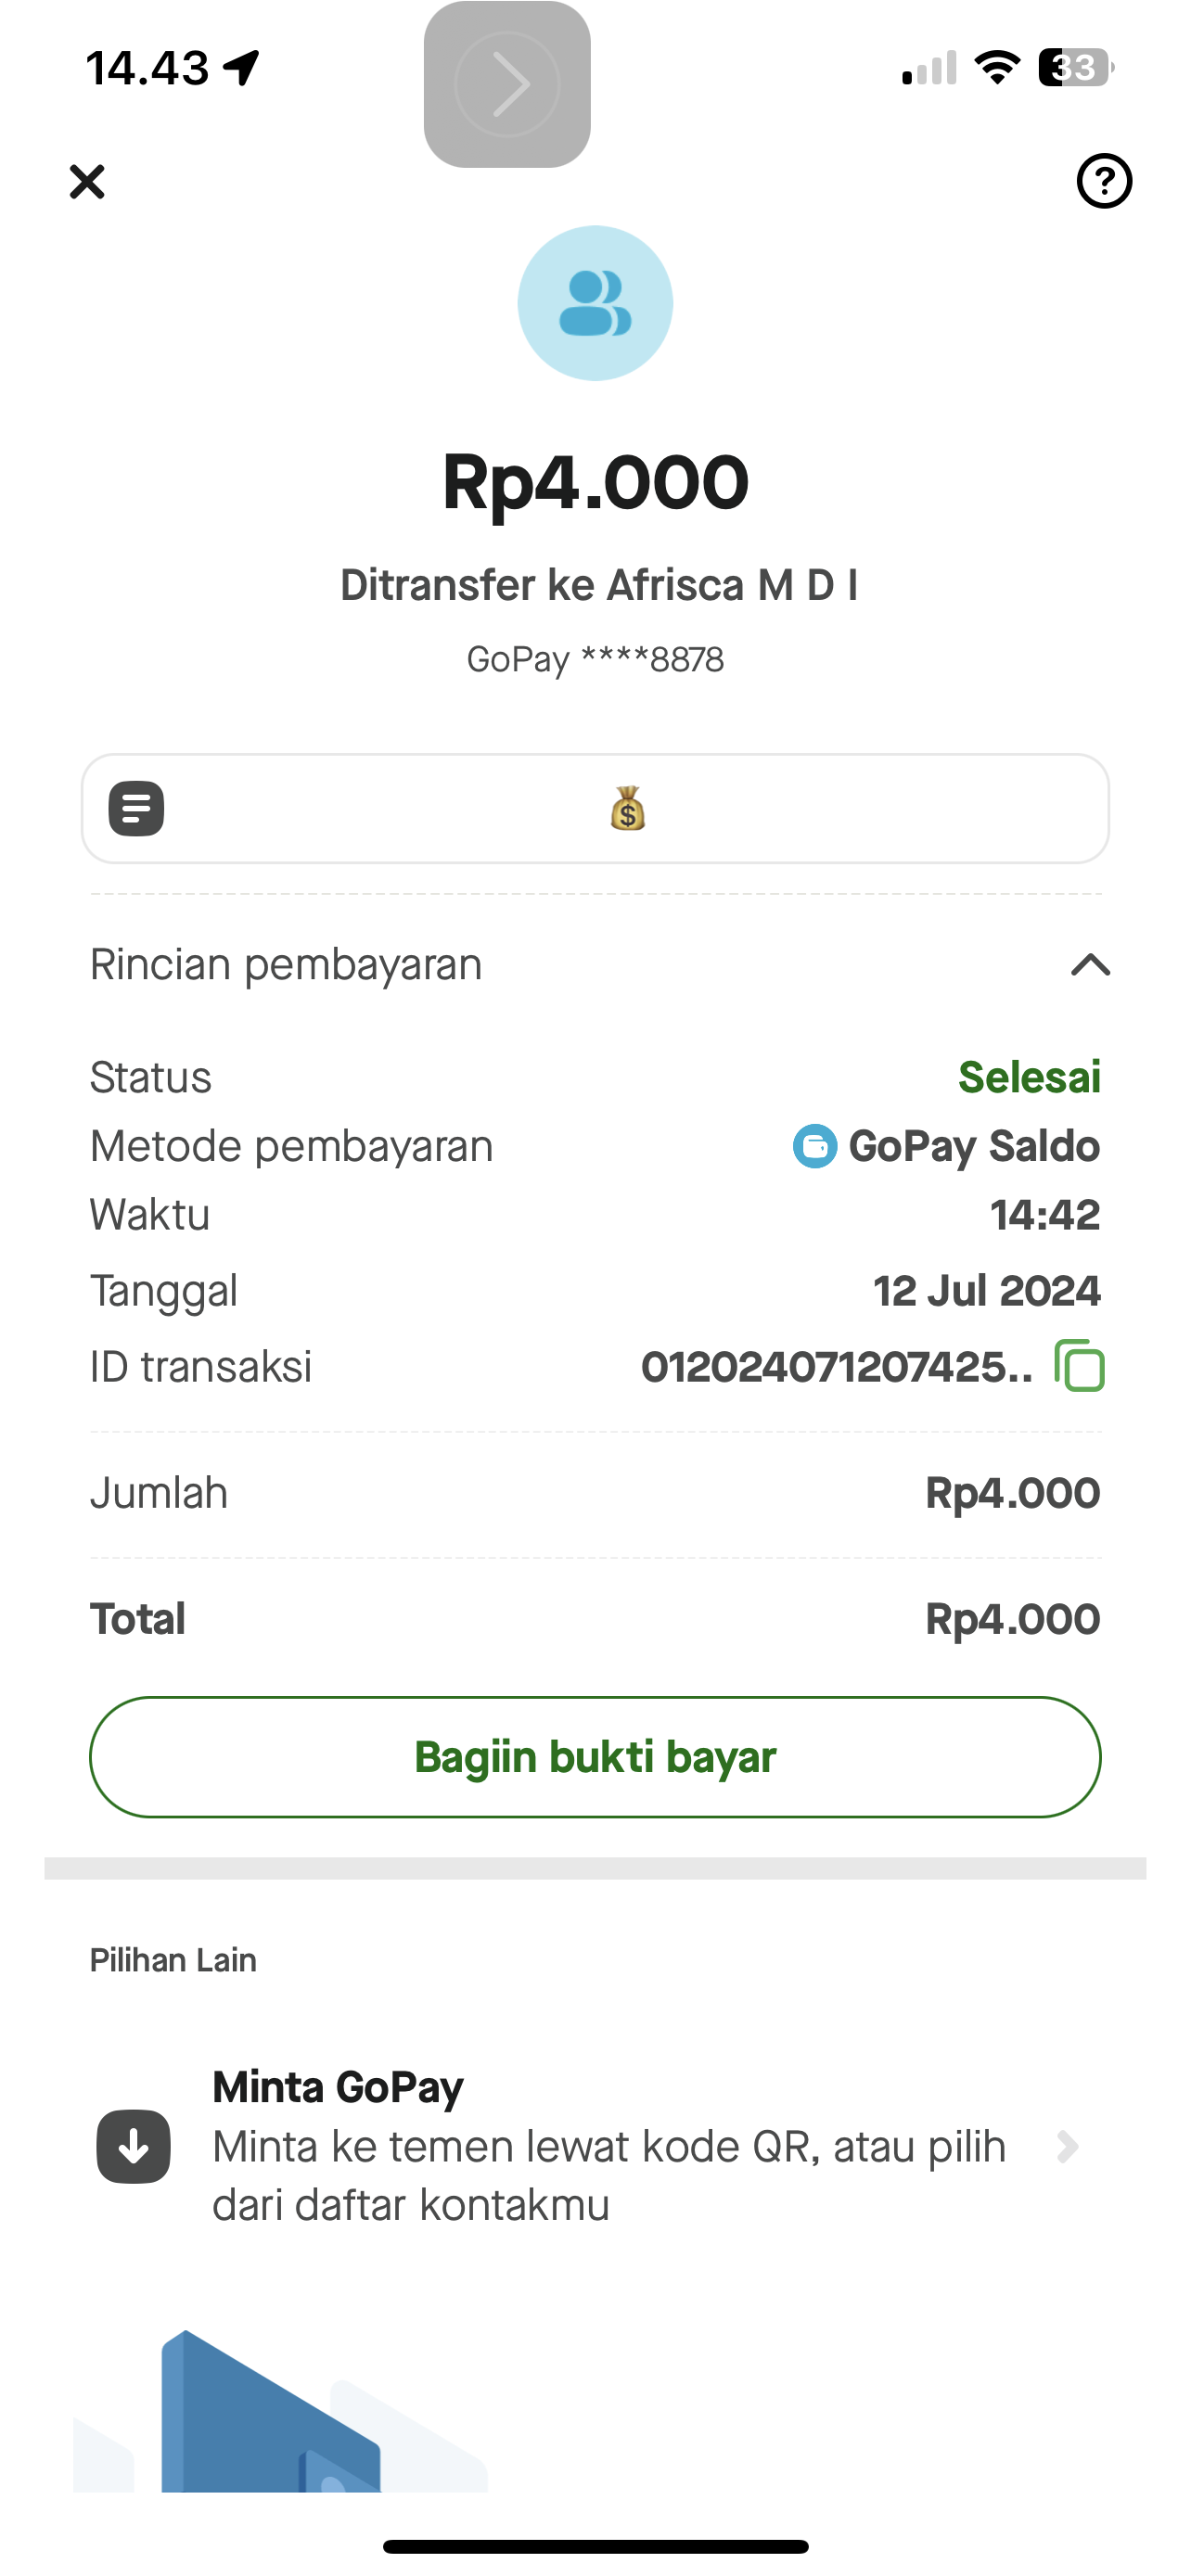 14.43
33
?
Rp4.000
Ditransfer ke Afrisca M D I
GoPay ****8878
$
Rincian pembayaran
Status Selesai
Metode pembayaran GoPay Saldo
Waktu 14:42
Tanggal 12 Jul 2024
ID transaksi 012024071207425..
Jumlah Rp4.000
Total Rp4.000
Bagiin bukti bayar
Pilihan Lain
Minta GoPay
Minta ke temen lewat kode QR, atau pilih
dari daftar kontakmu